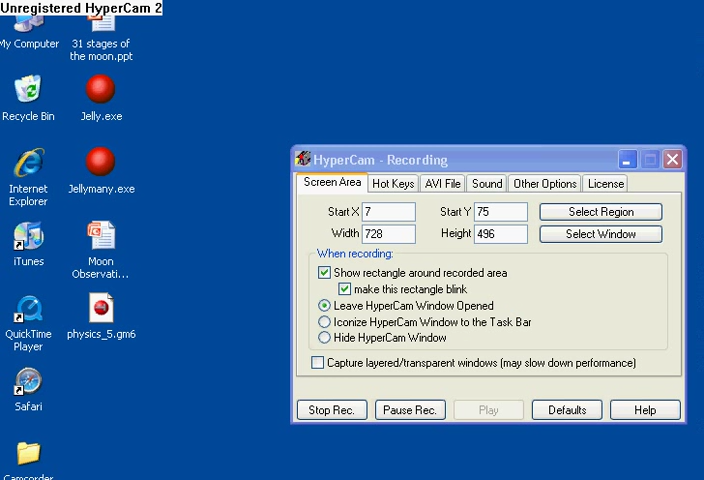 Unregistered HyperCam 2
My Computer
31 stages of
the moon.ppt
Recycle Bin
Jelly.exe
Internet
Explorer
Jellymany.exe
iTunes
Moon
Observati...
QuickTime
Player
physics_5.gm6
Safari
Camcorder
HyperCam - Recording
Screen Area
Hot Keys
AVI File
Sound
Other Options
License
Start X 7
Start Y 75
Select Region
Width 728
Height 496
Select Window
When recording:
Show rectangle around recorded area
make this rectangle blink
Leave HyperCam Window Opened
Iconize HyperCam Window to the Task Bar
Hide HyperCam Window
Capture layered/transparent windows (may slow down performance)
Stop Rec.
Pause Rec.
Play
Defaults
Help